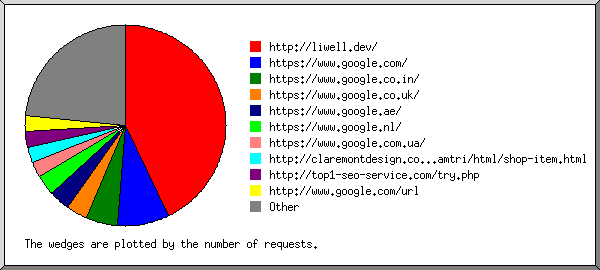 http://liwell.dev/
https://www.google.com/
https://www.google.co.in/
https://www.google.co.uk/
https://www.google.ae/
https://www.google.nl/
https://www.google.com.ua/
http://claremontdesign.co...amtri/html/shop-item.html
http://top1-seo-service.com/try.php
http://www.google.com/url
Other
The wedges are plotted by the number of requests.